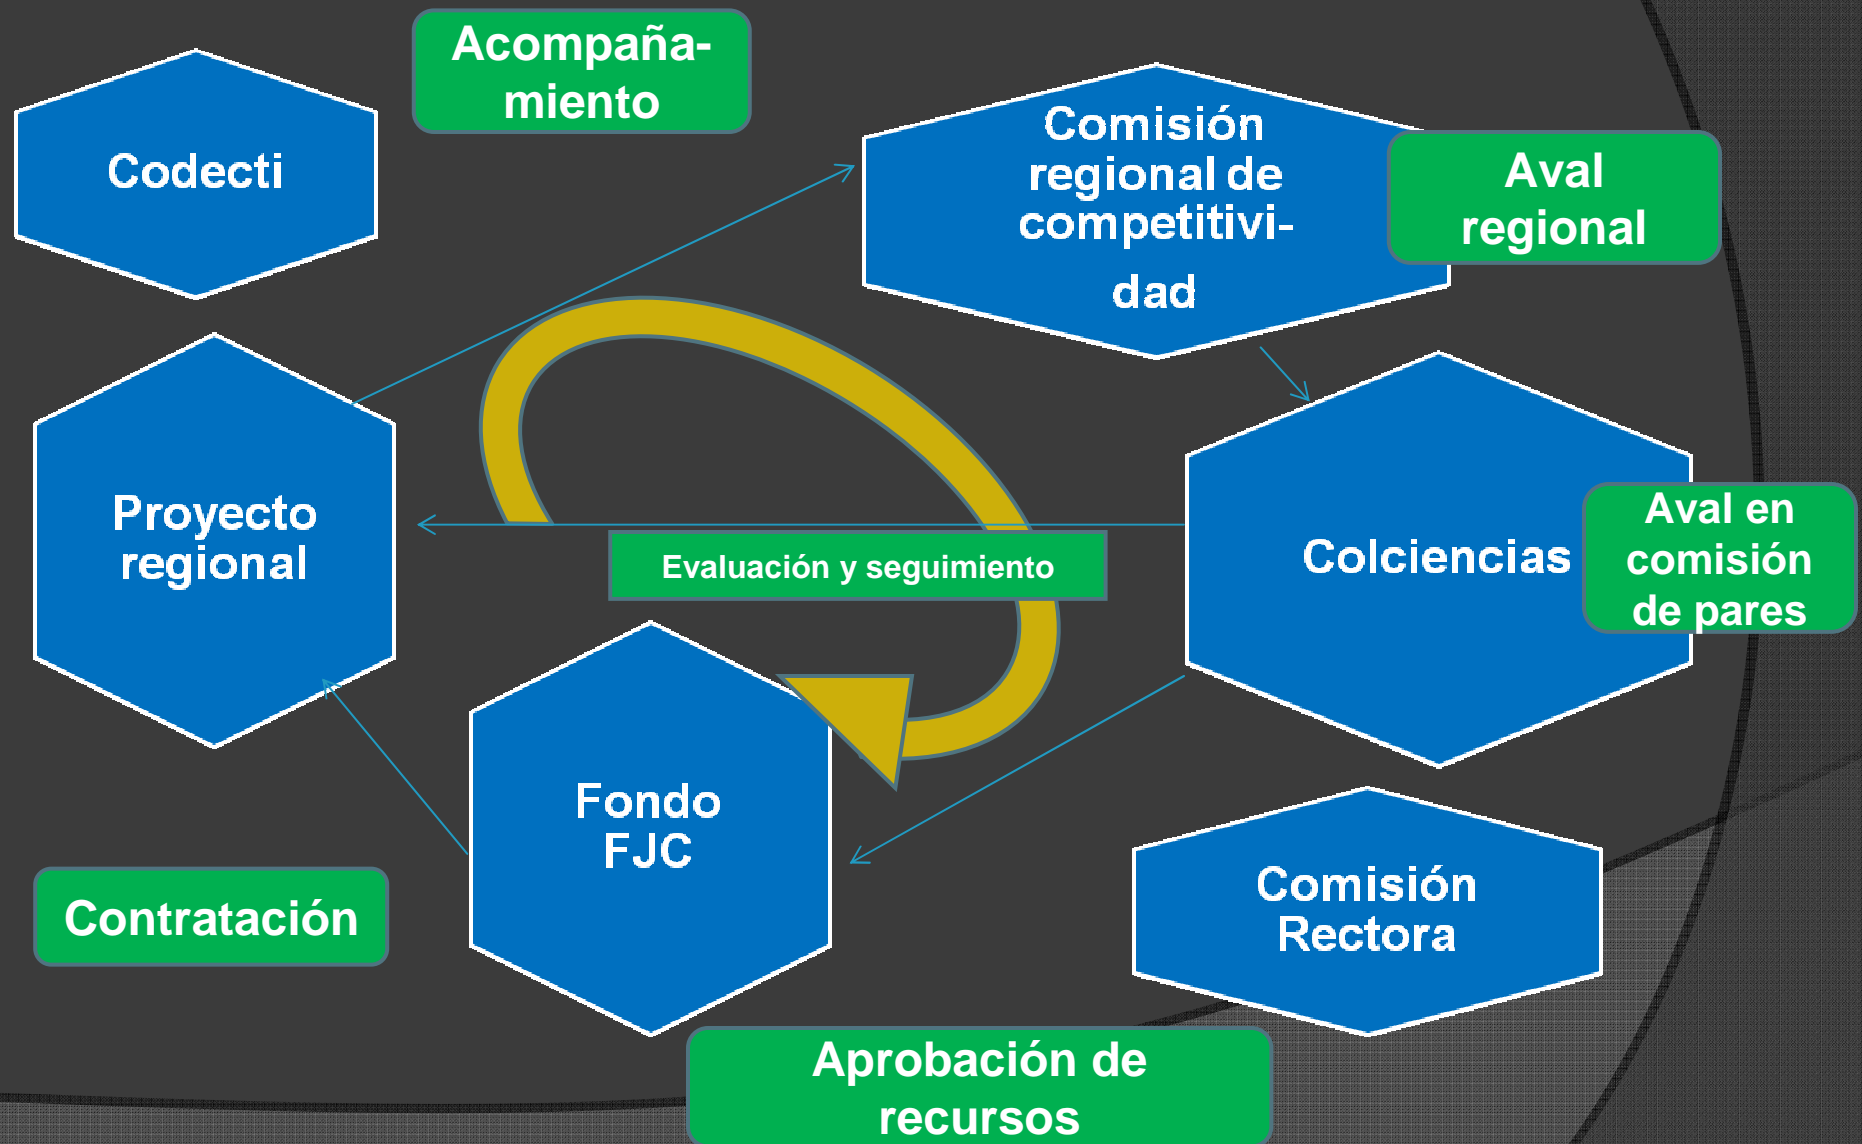 Acompaña-
miento
Codecti
Comisión
regional de
competitivi-
dad
Aval
regional
Proyecto
regional
Evaluación y seguimiento
Colciencias
Aval en
comisión
de pares
Fondo
FJC
Comisión
Rectora
Contratación
Aprobación de
recursos